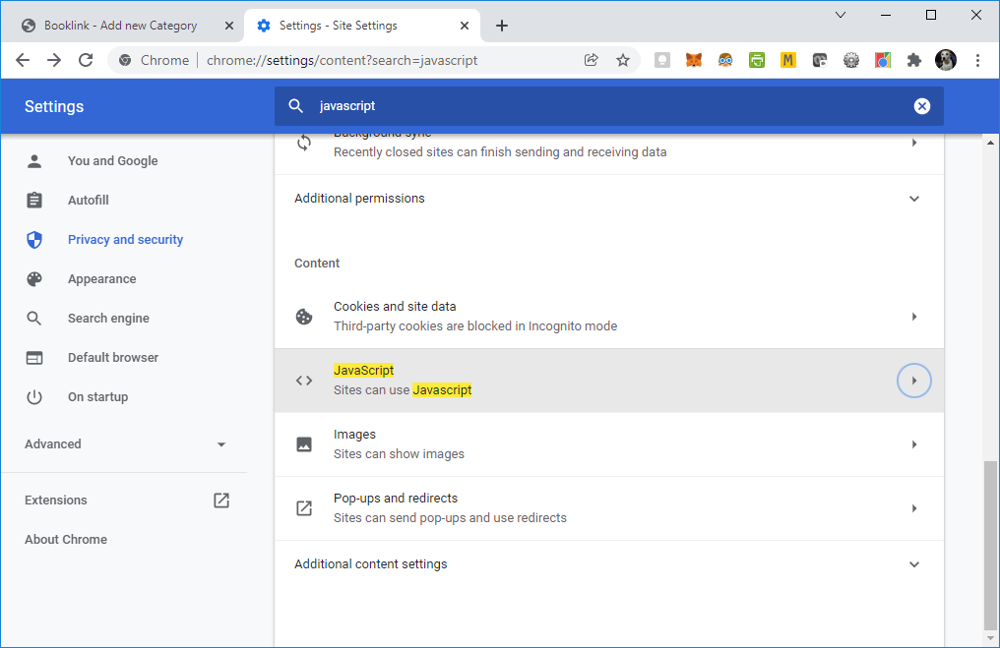 Booklink - Add new Category
Settings - Site Settings
Chrome
chrome://settings/content?search=javascript
M
Settings
javascript
You and Google
Autofill
Privacy and security
Appearance
Search engine
Default browser
On startup
Advanced
Extensions
About Chrome
Background sync
Recently closed sites can finish sending and receiving data
Additional permissions
Content
Cookies and site data
Third-party cookies are blocked in Incognito mode
JavaScript
Sites can use Javascript
Images
Sites can show images
Pop-ups and redirects
Sites can send pop-ups and use redirects
Additional content settings